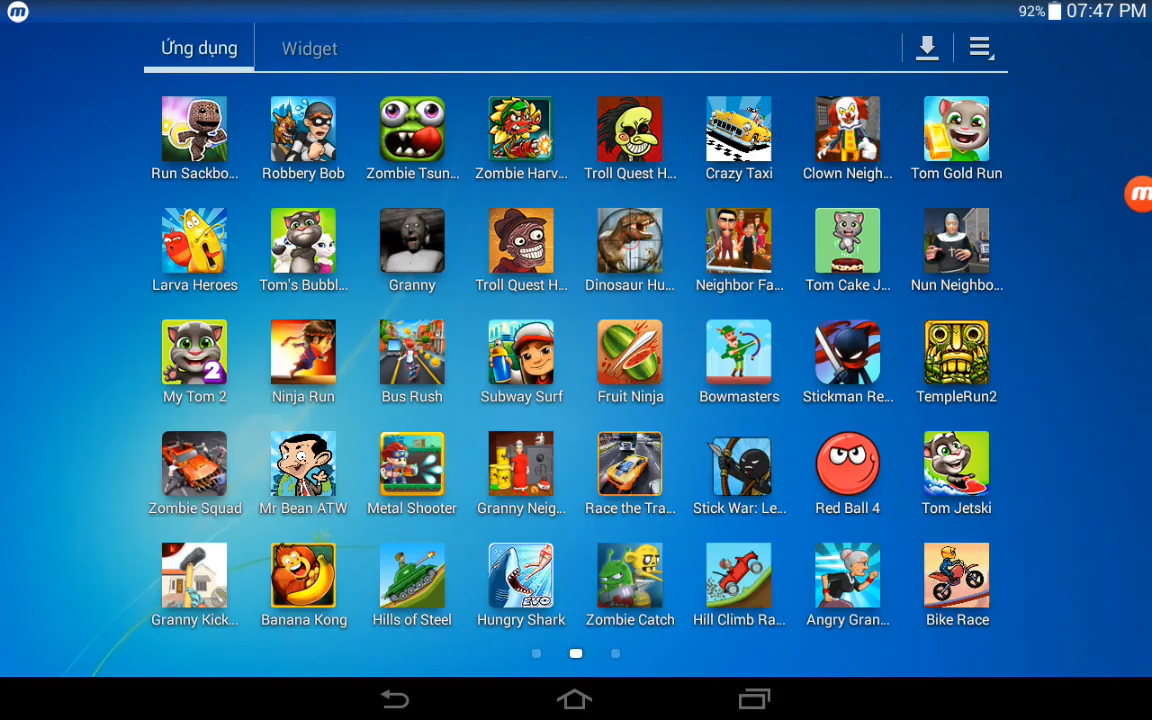 m
92% 07:47 PM
Ứng dụng Widget
Run Sackbo... Robbery Bob Zombie Tsun... Zombie Harv... Troll Quest H... Crazy Taxi Clown Neigh... Tom Gold Run
m
Larva Heroes Tom's Bubbl... Granny Troll Quest H... Dinosaur Hu... Neighbor Fa... Tom Cake J... Nun Neighbo...
2
My Tom 2 Ninja Run Bus Rush Subway Surf Fruit Ninja Bowmasters Stickman Re... TempleRun2
Zombie Squad Mr Bean ATW Metal Shooter Granny Neig... Race the Tra... Stick War: Le... Red Ball 4 Tom Jetski
EVO
Granny Kick... Banana Kong Hills of Steel Hungry Shark Zombie Catch Hill Climb Ra... Angry Gran... Bike Race